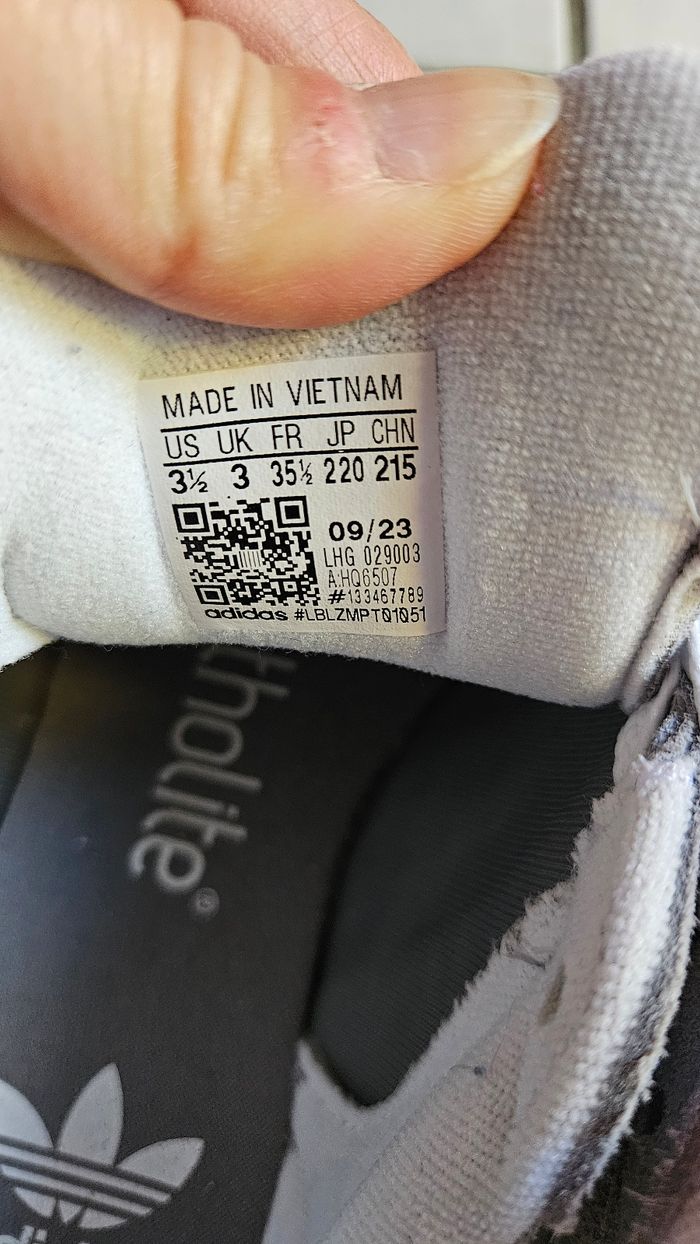 MADE IN VIETNAM
US UK FR JP CHN
3½ 3 35½ 220 215
09/23
LHG 029003
A:HQ6507
#133467789
adidas #LBLZMPT01051
tholite®